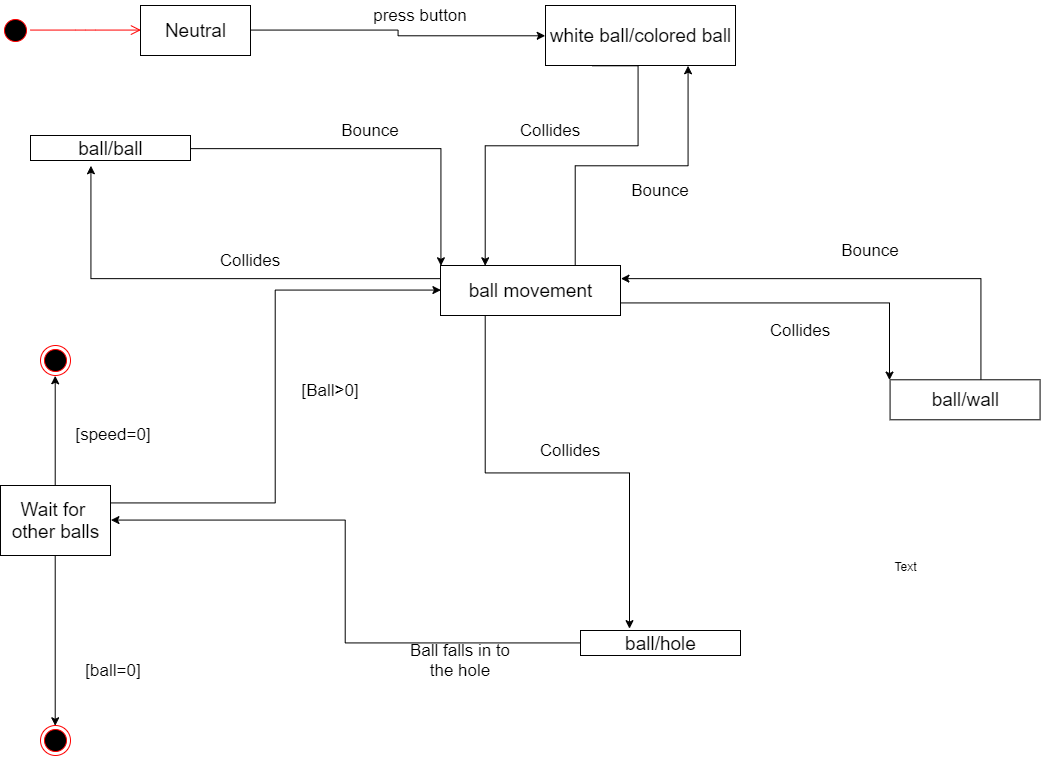 press button
Neutral
white ball/colored ball
Bounce
Collides
ball/ball
Bounce
Collides
Bounce
ball movement
Collides
[Ball>0]
ball/wall
[speed=0]
Collides
Wait for
other balls
Text
ball/hole
Ball falls in to
the hole
[ball=0]